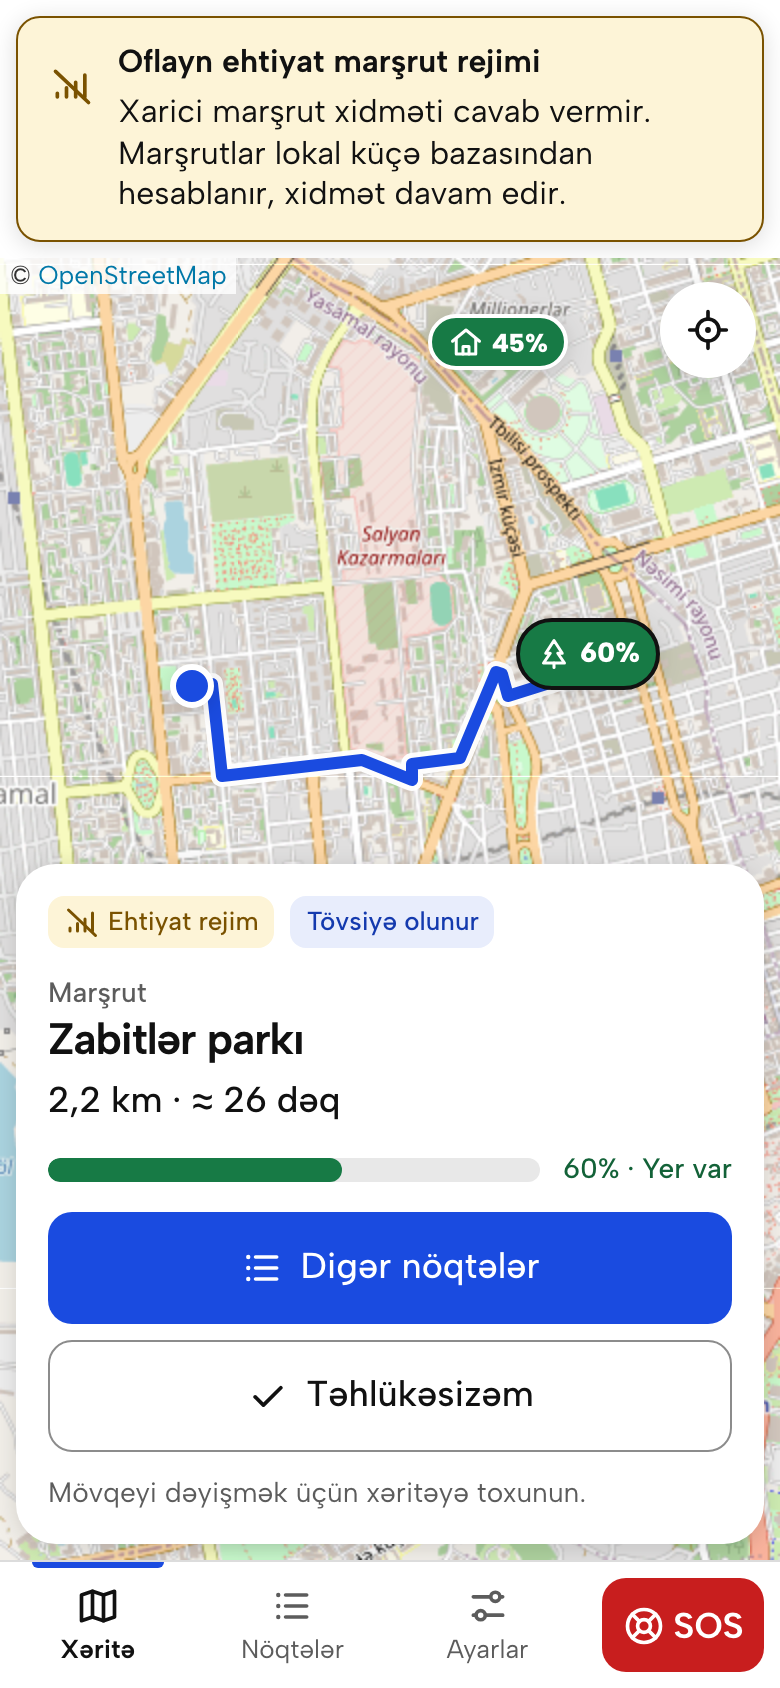 Oflayn ehtiyat marşrut rejimi
Xarici marşrut xidməti cavab vermir.
Marşrutlar lokal küçə bazasından
hesablanır, xidmət davam edir.
© OpenStreetMap
Millionerlər
Yasamal rayonu
45%
Tbilisi prospekti
İzmir küçəsi
Salyan
Kazarmaları
Nəsimi rayonu
60%
amal
Ehtiyat rejim
Tövsiyə olunur
Marşrut
Zabitlər parkı
2,2 km · ≈ 26 dəq
60% · Yer var
Digər nöqtələr
Təhlükəsizəm
Mövqeyi dəyişmək üçün xəritəyə toxunun.
Xəritə
Nöqtələr
Ayarlar
SOS